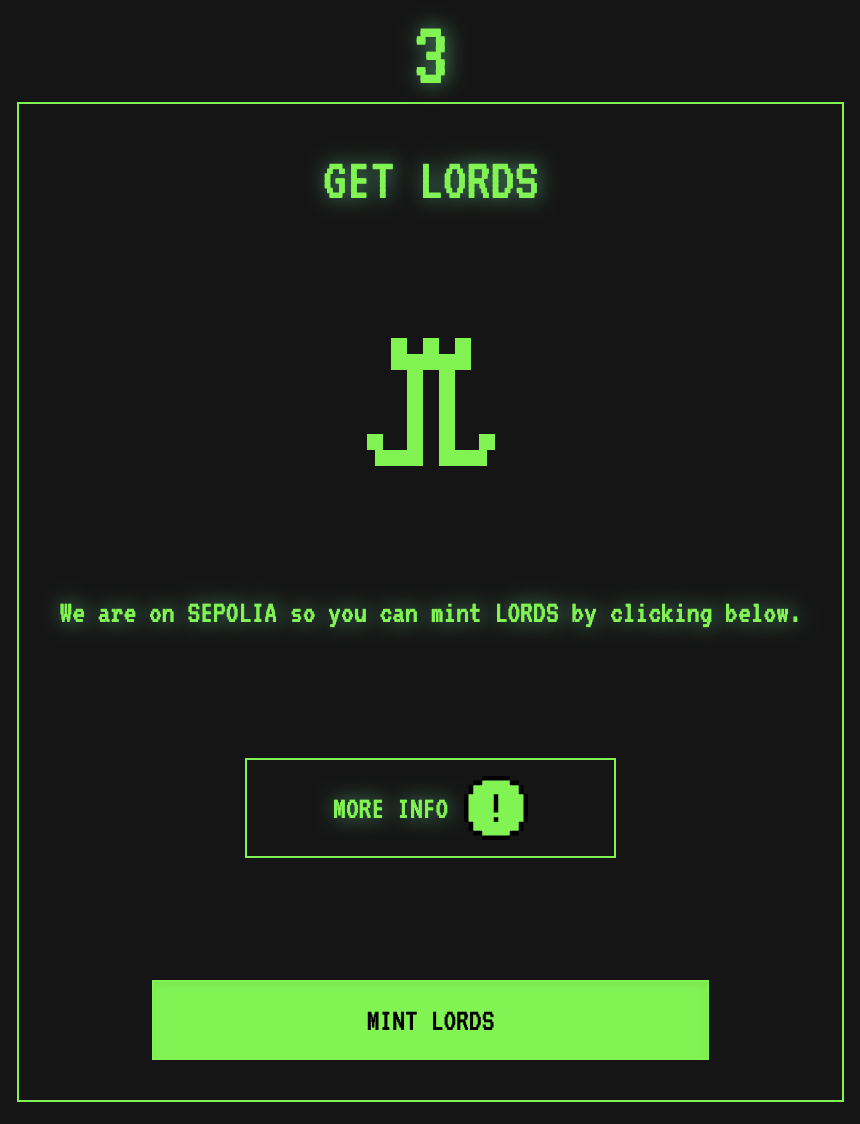 3
GET LORDS
We are on SEPOLIA so you can mint LORDS by clicking below.
MORE INFO !
MINT LORDS